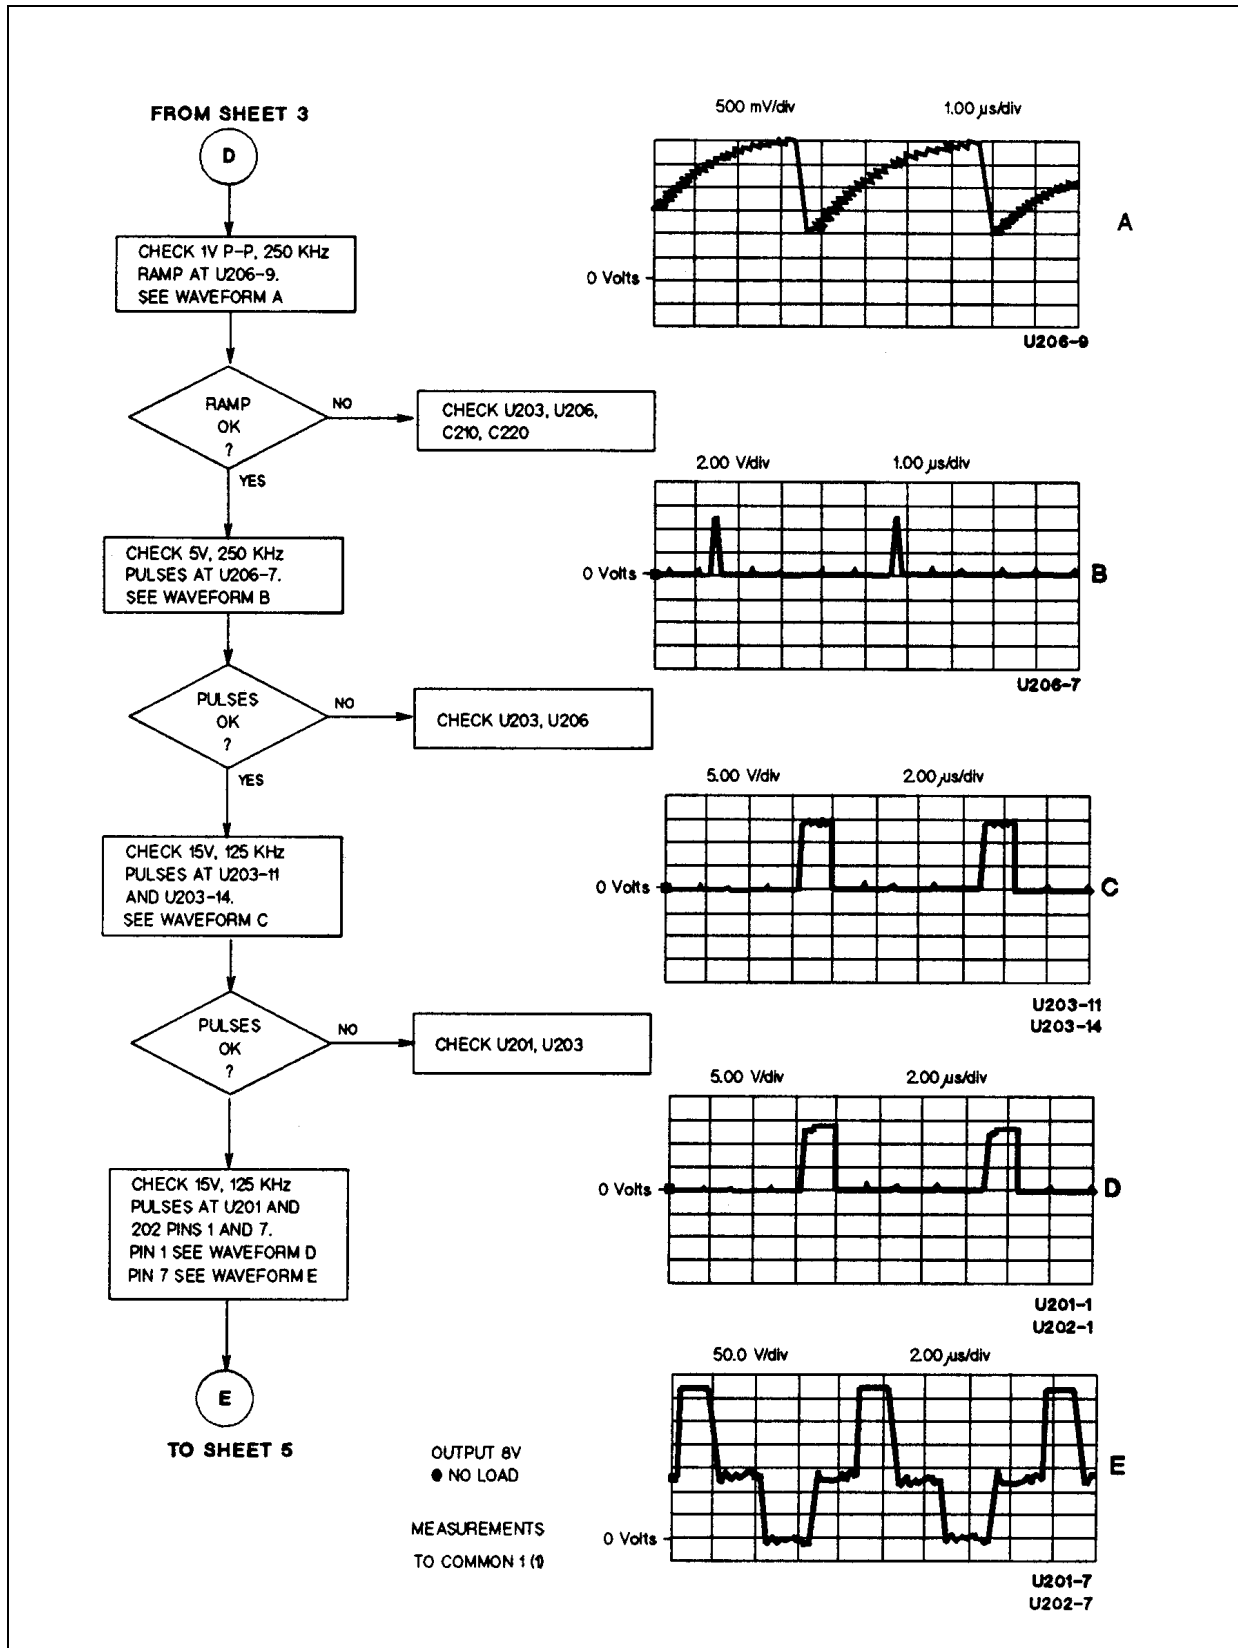 FROM SHEET 3
D
CHECK 1V P-P, 250 KHz
RAMP AT U206-9.
SEE WAVEFORM A
RAMP
OK
?
NO
CHECK U203, U206,
C210, C220
YES
CHECK 5V, 250 KHz
PULSES AT U206-7.
SEE WAVEFORM B
PULSES
OK
?
NO
CHECK U203, U206
YES
CHECK 15V, 125 KHz
PULSES AT U203-11
AND U203-14.
SEE WAVEFORM C
PULSES
OK
?
NO
CHECK U201, U203
CHECK 15V, 125 KHz
PULSES AT U201 AND
202 PINS 1 AND 7.
PIN 1 SEE WAVEFORM D
PIN 7 SEE WAVEFORM E
E
TO SHEET 5
OUTPUT 8V
● NO LOAD
MEASUREMENTS
TO COMMON 1 (1)
500 mV/div 1.00 µs/div
0 Volts
A
U206-9
2.00 V/div 1.00 µs/div
0 Volts
B
U206-7
5.00 V/div 2.00 µs/div
0 Volts
C
U203-11
U203-14
5.00 V/div 2.00 µs/div
0 Volts
D
U201-1
U202-1
50.0 V/div 2.00 µs/div
0 Volts
E
U201-7
U202-7